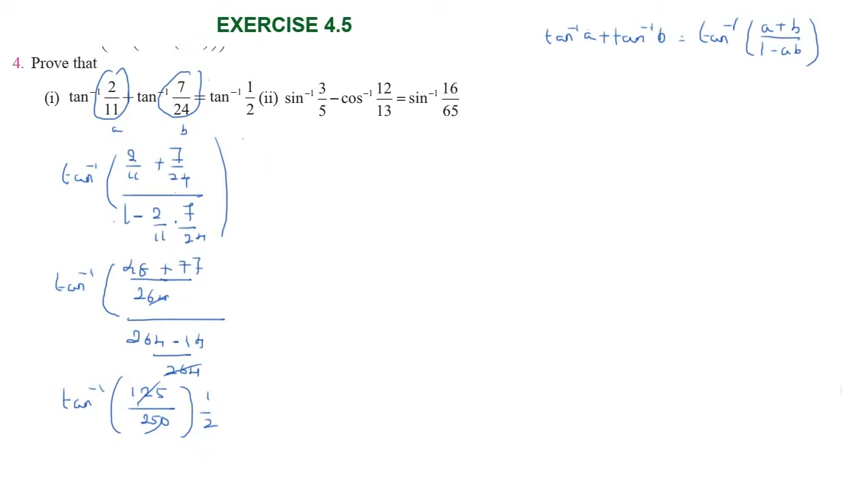 EXERCISE 4.5
tan⁻¹ a + tan⁻¹ b = tan⁻¹ ( (a+b) / (1-ab) )
4. Prove that
(i) tan⁻¹ 2/11 + tan⁻¹ 7/24 = tan⁻¹ 1/2 (ii) sin⁻¹ 3/5 − cos⁻¹ 12/13 = sin⁻¹ 16/65
a b
tan⁻¹ ( (2/11 + 7/24) / (1 - 2/11 · 7/24) )
tan⁻¹ ( ((48 + 77) / 264) / ((264 - 14) / 264)
tan⁻¹ ( 125 / 250 ) 1/2